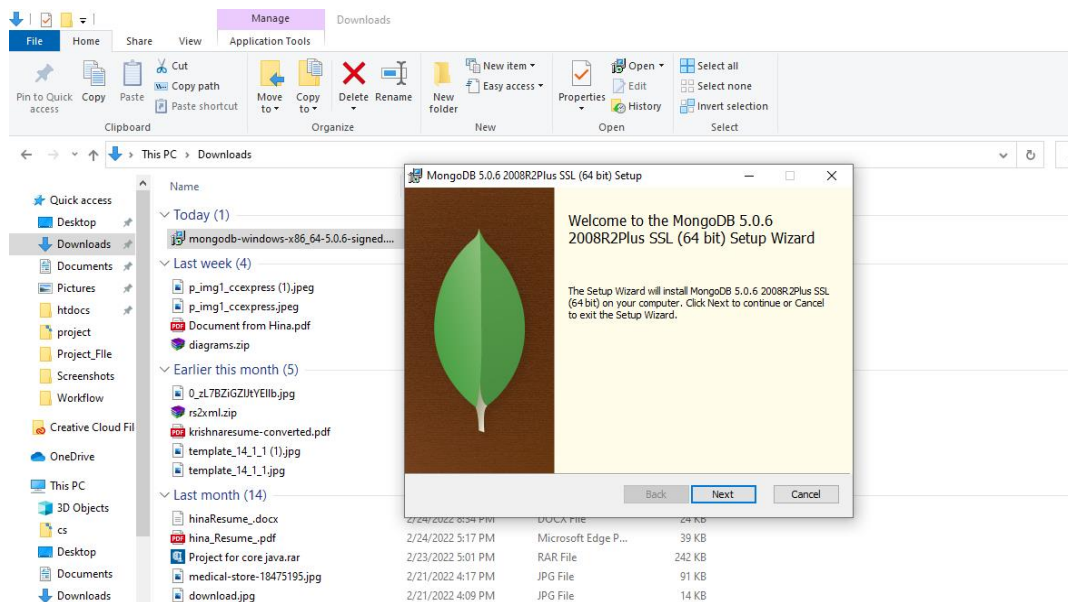 Manage
Downloads
File
Home
Share
View
Application Tools
Pin to Quick access
Copy
Paste
Cut
Copy path
Paste shortcut
Move to
Copy to
Delete
Rename
New folder
New item
Easy access
Properties
Open
Edit
History
Select all
Select none
Invert selection
Clipboard
Organize
New
Open
Select
This PC > Downloads
Quick access
Desktop
Downloads
Documents
Pictures
htdocs
project
Project_FIle
Screenshots
Workflow
Creative Cloud Fil
OneDrive
This PC
3D Objects
cs
Desktop
Documents
Downloads
Name
Today (1)
mongodb-windows-x86_64-5.0.6-signed....
Last week (4)
p_img1_ccexpress (1).jpeg
p_img1_ccexpress.jpeg
Document from Hina.pdf
diagrams.zip
Earlier this month (5)
rs2xml.zip
krishnaresume-converted.pdf
template_14_1_1 (1).jpg
template_14_1_1.jpg
Last month (14)
hinaResume_.docx 2/24/2022 8:54 PM DOCX File 24 KB
hina_Resume_.pdf 2/24/2022 5:17 PM Microsoft Edge P... 39 KB
Project for core java.rar 2/23/2022 5:01 PM RAR File 242 KB
medical-store-18475195.jpg 2/21/2022 4:17 PM JPG File 91 KB
download.jpg 2/21/2022 4:09 PM JPG File 14 KB
MongoDB 5.0.6 2008R2Plus SSL (64 bit) Setup
Welcome to the MongoDB 5.0.6
2008R2Plus SSL (64 bit) Setup Wizard
The Setup Wizard will install MongoDB 5.0.6 2008R2Plus SSL
(64 bit) on your computer. Click Next to continue or Cancel
to exit the Setup Wizard.
Back
Next
Cancel